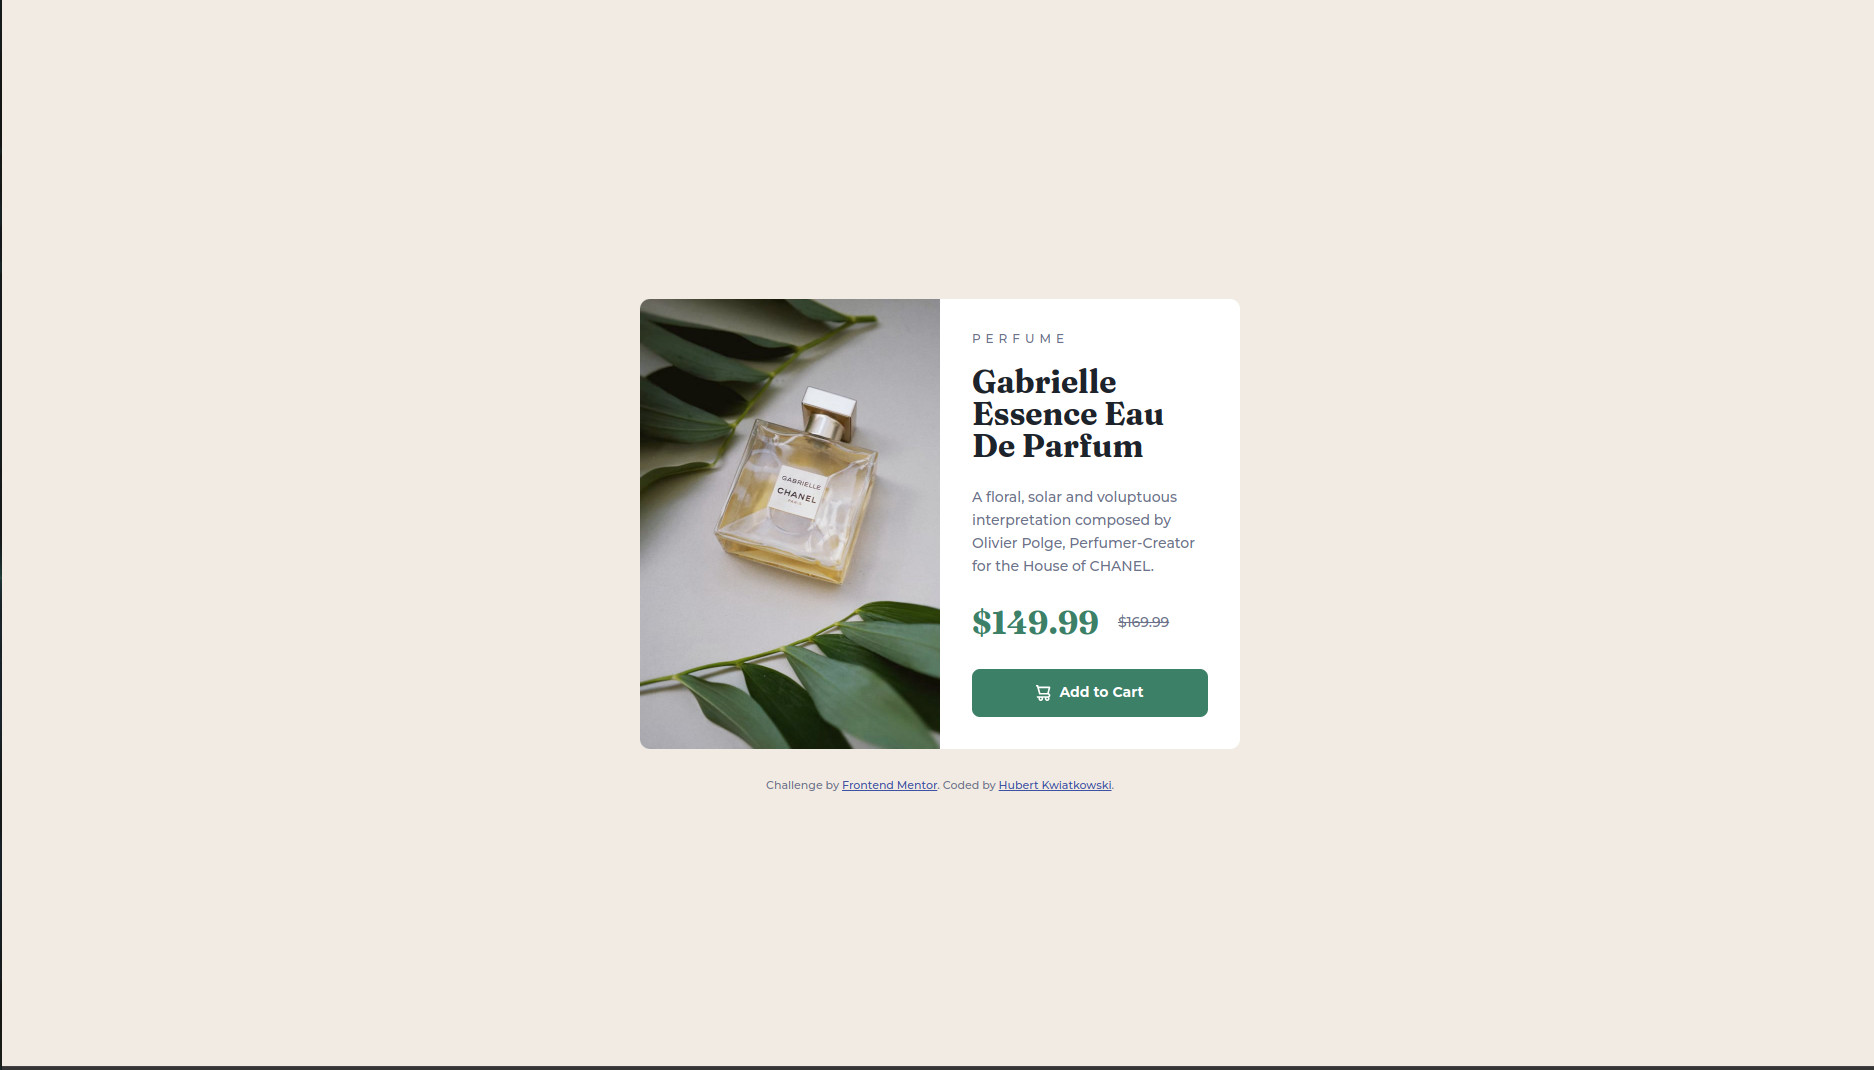 GABRIELLE
CHANEL
PARIS
PERFUME
Gabrielle
Essence Eau
De Parfum
A floral, solar and voluptuous
interpretation composed by
Olivier Polge, Perfumer-Creator
for the House of CHANEL.
$149.99 $169.99
Add to Cart
Challenge by Frontend Mentor. Coded by Hubert Kwiatkowski.